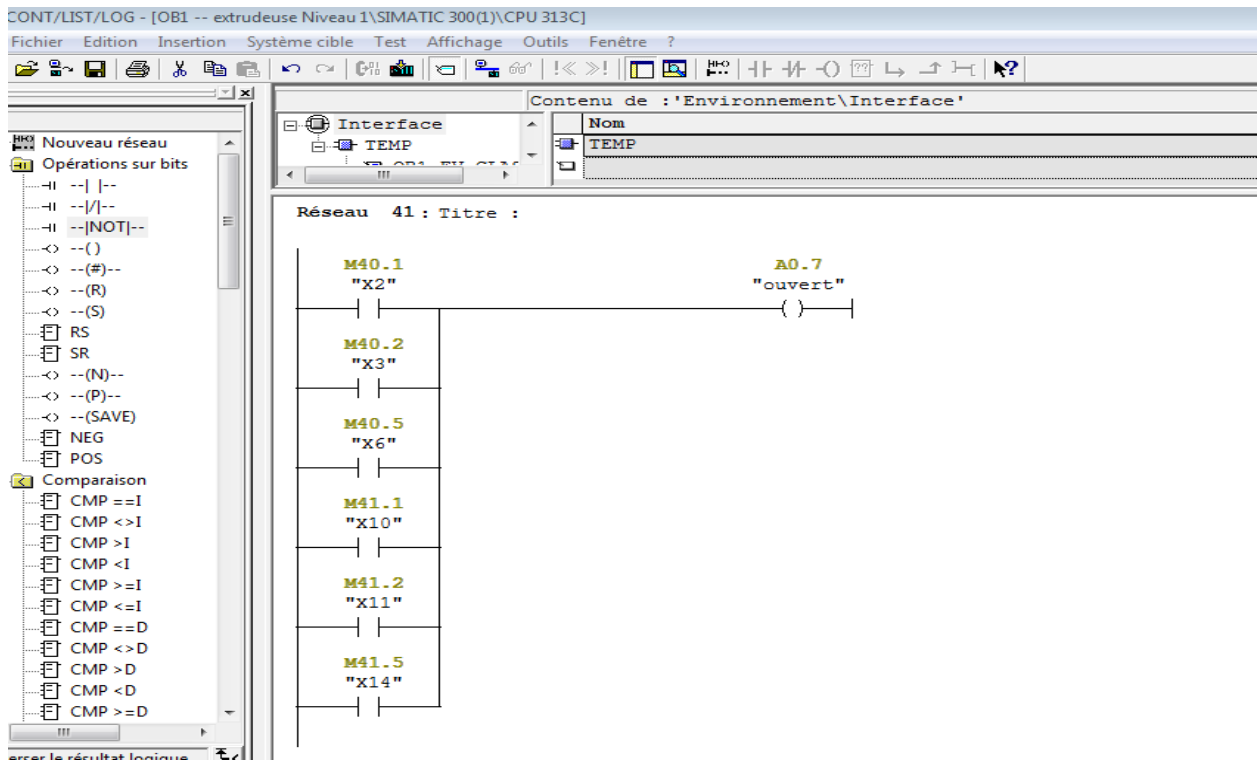 CONT/LIST/LOG - [OB1 -- extrudeuse Niveau 1\SIMATIC 300(1)\CPU 313C]
Fichier Edition Insertion Système cible Test Affichage Outils Fenêtre ?
Contenu de :'Environnement\Interface'
Interface
TEMP
Nom
TEMP
Nouveau réseau
Opérations sur bits
--| |--
--|/|--
--|NOT|--
--( )
--(#)--
--(R)
--(S)
RS
SR
--(N)--
--(P)--
--(SAVE)
NEG
POS
Comparaison
CMP ==I
CMP <>I
CMP >I
CMP <I
CMP >=I
CMP <=I
CMP ==D
CMP <>D
CMP >D
CMP <D
CMP >=D
erser le résultat logique
Réseau 41 : Titre :
M40.1
"X2"
A0.7
"ouvert"
M40.2
"X3"
M40.5
"X6"
M41.1
"X10"
M41.2
"X11"
M41.5
"X14"